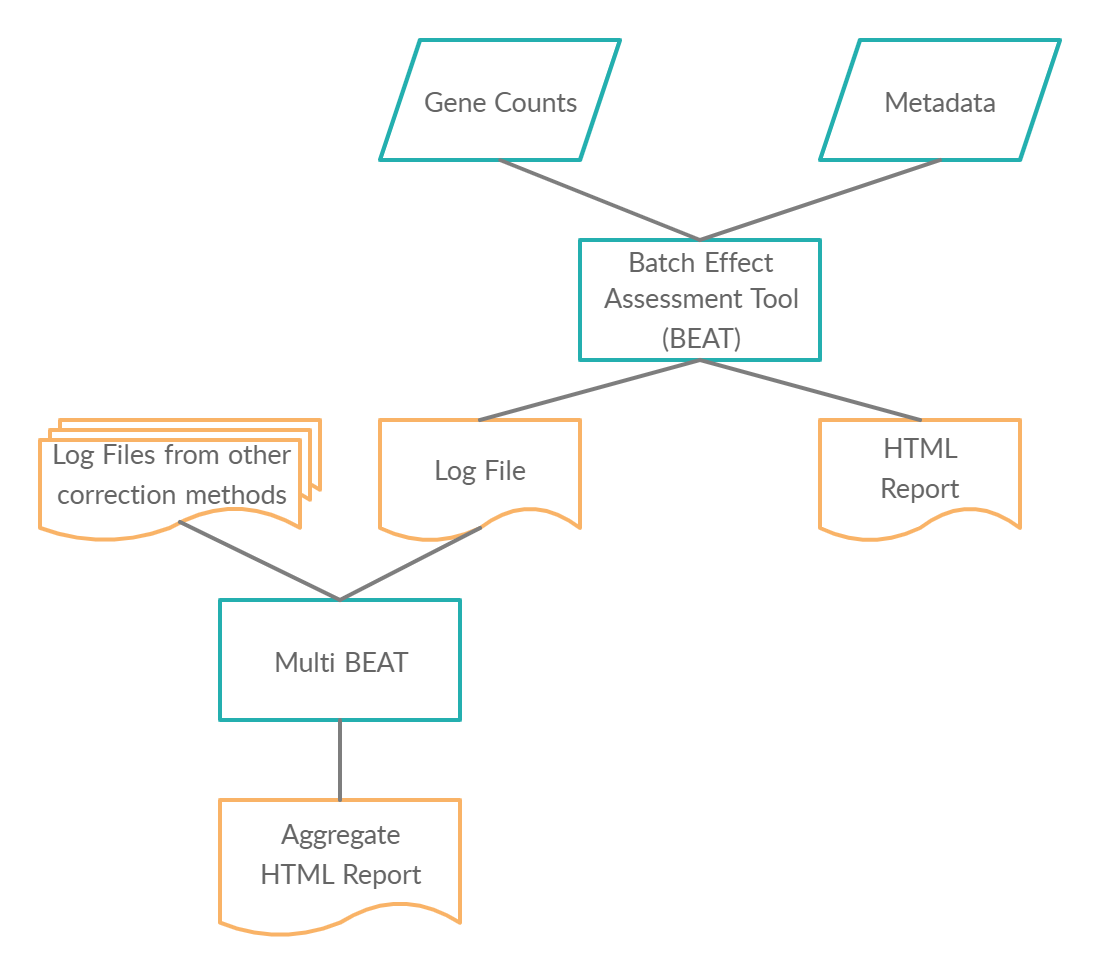 Gene Counts
Metadata
Batch Effect
Assessment Tool
(BEAT)
Log Files from other
correction methods
Log File
HTML
Report
Multi BEAT
Aggregate
HTML Report